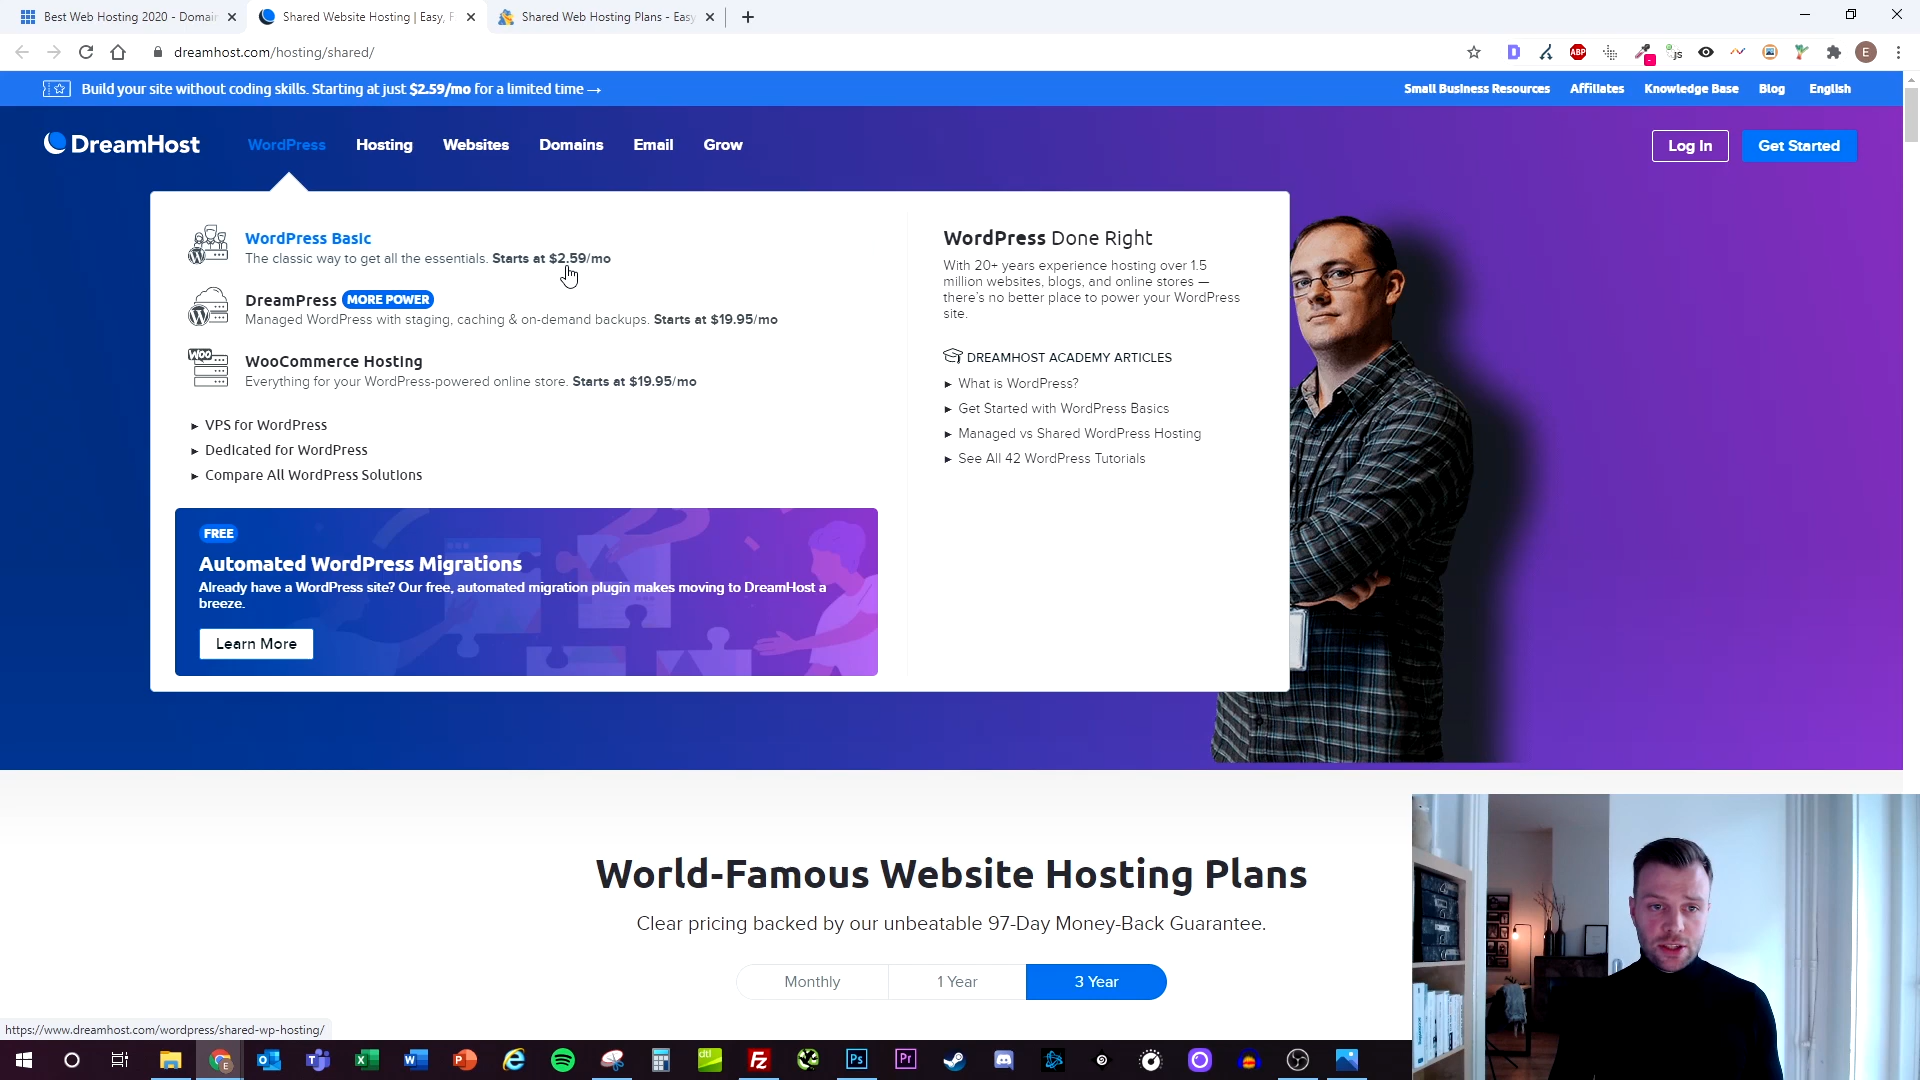 Best Web Hosting 2020 - Domain
Shared Website Hosting | Easy, F
Shared Web Hosting Plans - Easy
dreamhost.com/hosting/shared/
ABP
JS
E
Build your site without coding skills. Starting at just $2.59/mo for a limited time →
Small Business Resources
Affiliates
Knowledge Base
Blog
English
DreamHost
WordPress
Hosting
Websites
Domains
Email
Grow
Log In
Get Started
WordPress Basic
The classic way to get all the essentials. Starts at $2.59/mo
DreamPress MORE POWER
Managed WordPress with staging, caching & on-demand backups. Starts at $19.95/mo
WOO
WooCommerce Hosting
Everything for your WordPress-powered online store. Starts at $19.95/mo
► VPS for WordPress
► Dedicated for WordPress
► Compare All WordPress Solutions
FREE
Automated WordPress Migrations
Already have a WordPress site? Our free, automated migration plugin makes moving to DreamHost a
breeze.
Learn More
WordPress Done Right
With 20+ years experience hosting over 1.5
million websites, blogs, and online stores —
there's no better place to power your WordPress
site.
DREAMHOST ACADEMY ARTICLES
► What is WordPress?
► Get Started with WordPress Basics
► Managed vs Shared WordPress Hosting
► See All 42 WordPress Tutorials
World-Famous Website Hosting Plans
Clear pricing backed by our unbeatable 97-Day Money-Back Guarantee.
Monthly
1 Year
3 Year
https://www.dreamhost.com/wordpress/shared-wp-hosting/
dtl
Fz
Ps
Pr